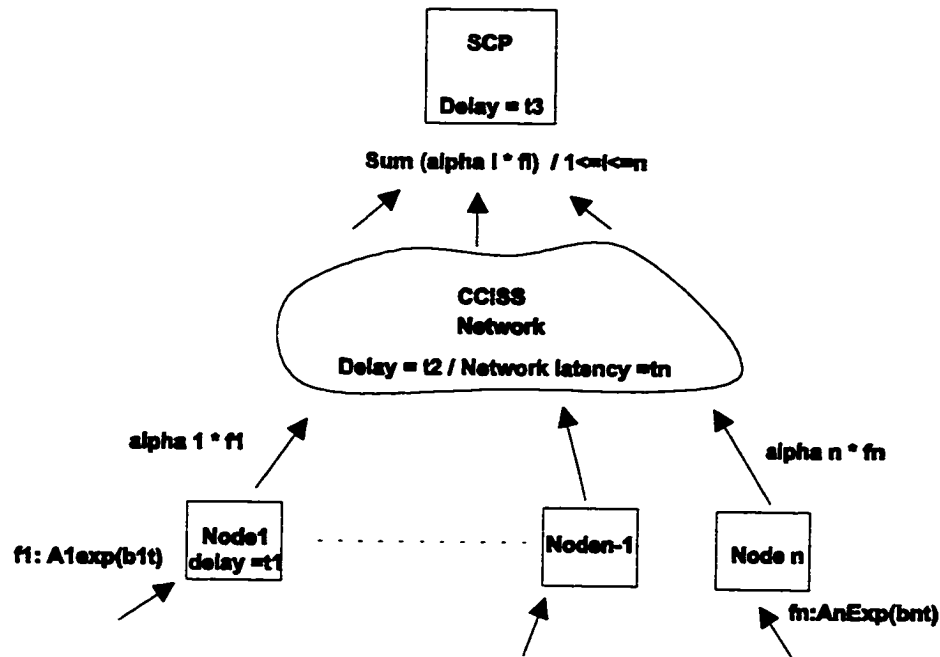 SCP
Delay = t3
Sum (alpha i * fi) / 1<=i<=n
CCISS
Network
Delay = t2 / Network latency =tn
alpha 1 * f1
alpha n * fn
Node1
delay =t1
Noden-1
Node n
f1: A1exp(b1t)
fn:AnExp(bnt)